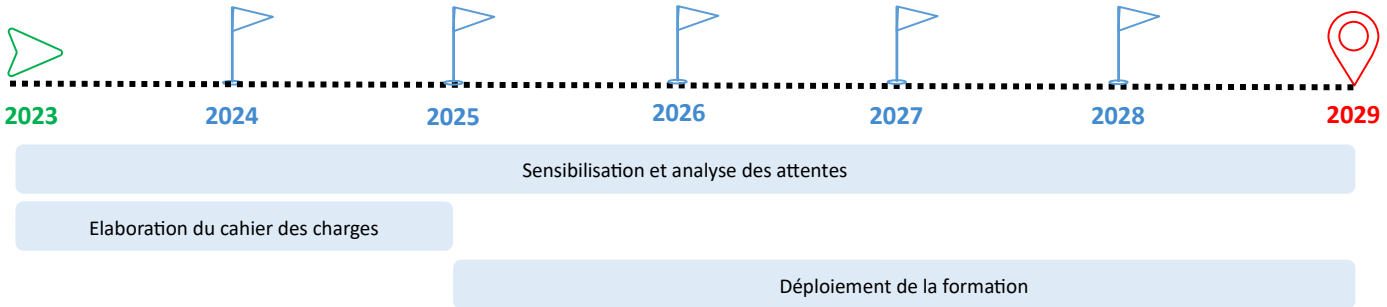 2023 2024 2025 2026 2027 2028 2029
Sensibilisation et analyse des attentes
Elaboration du cahier des charges
Déploiement de la formation